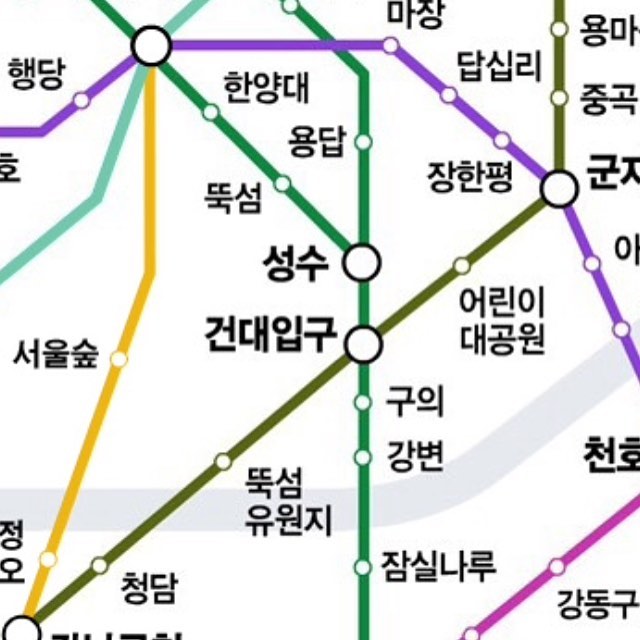 마장
용마
행당
한양대
답십리
중곡
용답
호
뚝섬
장한평
군자
성수
아
건대입구
어린이
대공원
서울숲
구의
강변
천호
뚝섬
유원지
정
오
청담
잠실나루
강동구